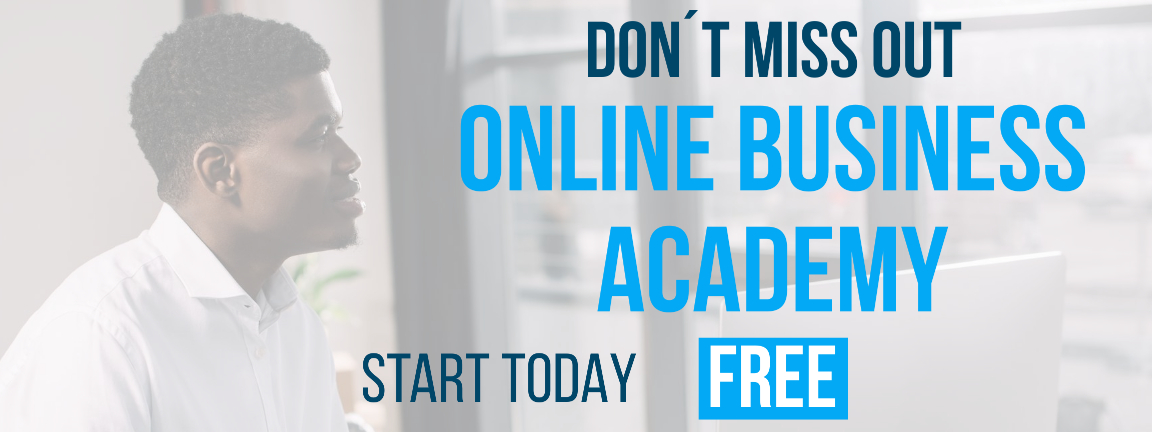 DON´T MISS OUT
ONLINE BUSINESS
ACADEMY
START TODAY FREE